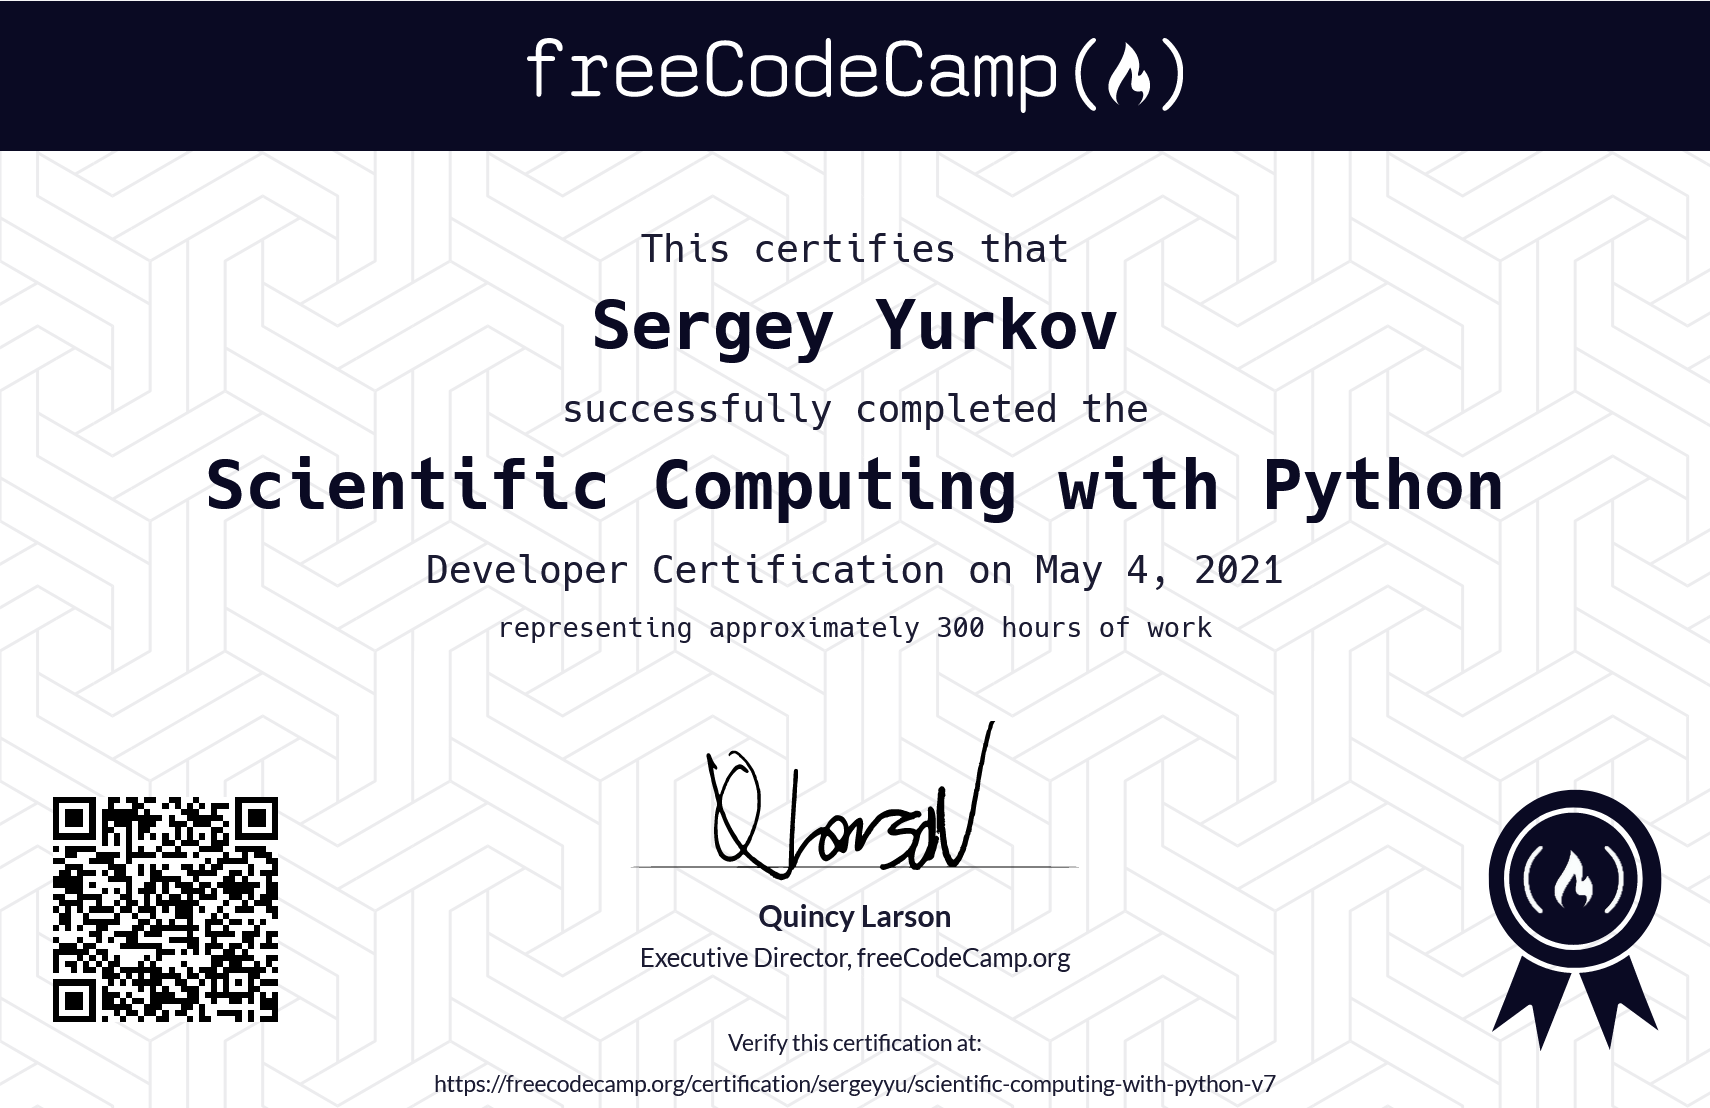 freeCodeCamp
This certifies that
Sergey Yurkov
successfully completed the
Scientific Computing with Python
Developer Certification on May 4, 2021
representing approximately 300 hours of work
Q Larson
Quincy Larson
Executive Director, freeCodeCamp.org
Verify this certification at:
https://freecodecamp.org/certification/sergeyyu/scientific-computing-with-python-v7